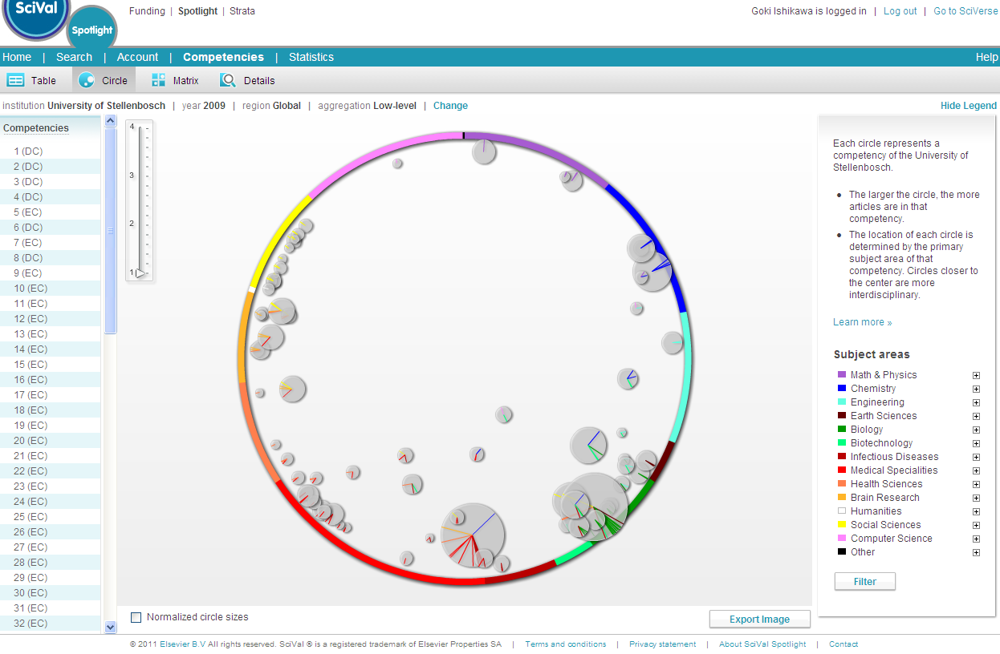 SciVal
Spotlight
Funding | Spotlight | Strata
Goki Ishikawa is logged in | Log out | Go to SciVerse
Home | Search | Account | Competencies | Statistics
Help
Table Circle Matrix Details
institution University of Stellenbosch | year 2009 | region Global | aggregation Low-level | Change
Hide Legend
Competencies
1 (DC)
2 (DC)
3 (DC)
4 (DC)
5 (EC)
6 (DC)
7 (EC)
8 (DC)
9 (EC)
10 (EC)
11 (EC)
12 (EC)
13 (EC)
14 (EC)
15 (EC)
16 (EC)
17 (EC)
18 (EC)
19 (EC)
20 (EC)
21 (EC)
22 (EC)
23 (EC)
24 (EC)
25 (EC)
26 (EC)
27 (EC)
28 (EC)
29 (EC)
30 (EC)
31 (EC)
32 (EC)
4
3
2
1
Each circle represents a
competency of the University of
Stellenbosch.
• The larger the circle, the more
articles are in that
competency.
• The location of each circle is
determined by the primary
subject area of that
competency. Circles closer to
the center are more
interdisciplinary.
Learn more »
Subject areas
Math & Physics
Chemistry
Engineering
Earth Sciences
Biology
Biotechnology
Infectious Diseases
Medical Specialities
Health Sciences
Brain Research
Humanities
Social Sciences
Computer Science
Other
Filter
Normalized circle sizes
Export Image
© 2011 Elsevier B.V All rights reserved. SciVal ® is a registered trademark of Elsevier Properties SA | Terms and conditions | Privacy statement | About SciVal Spotlight | Contact